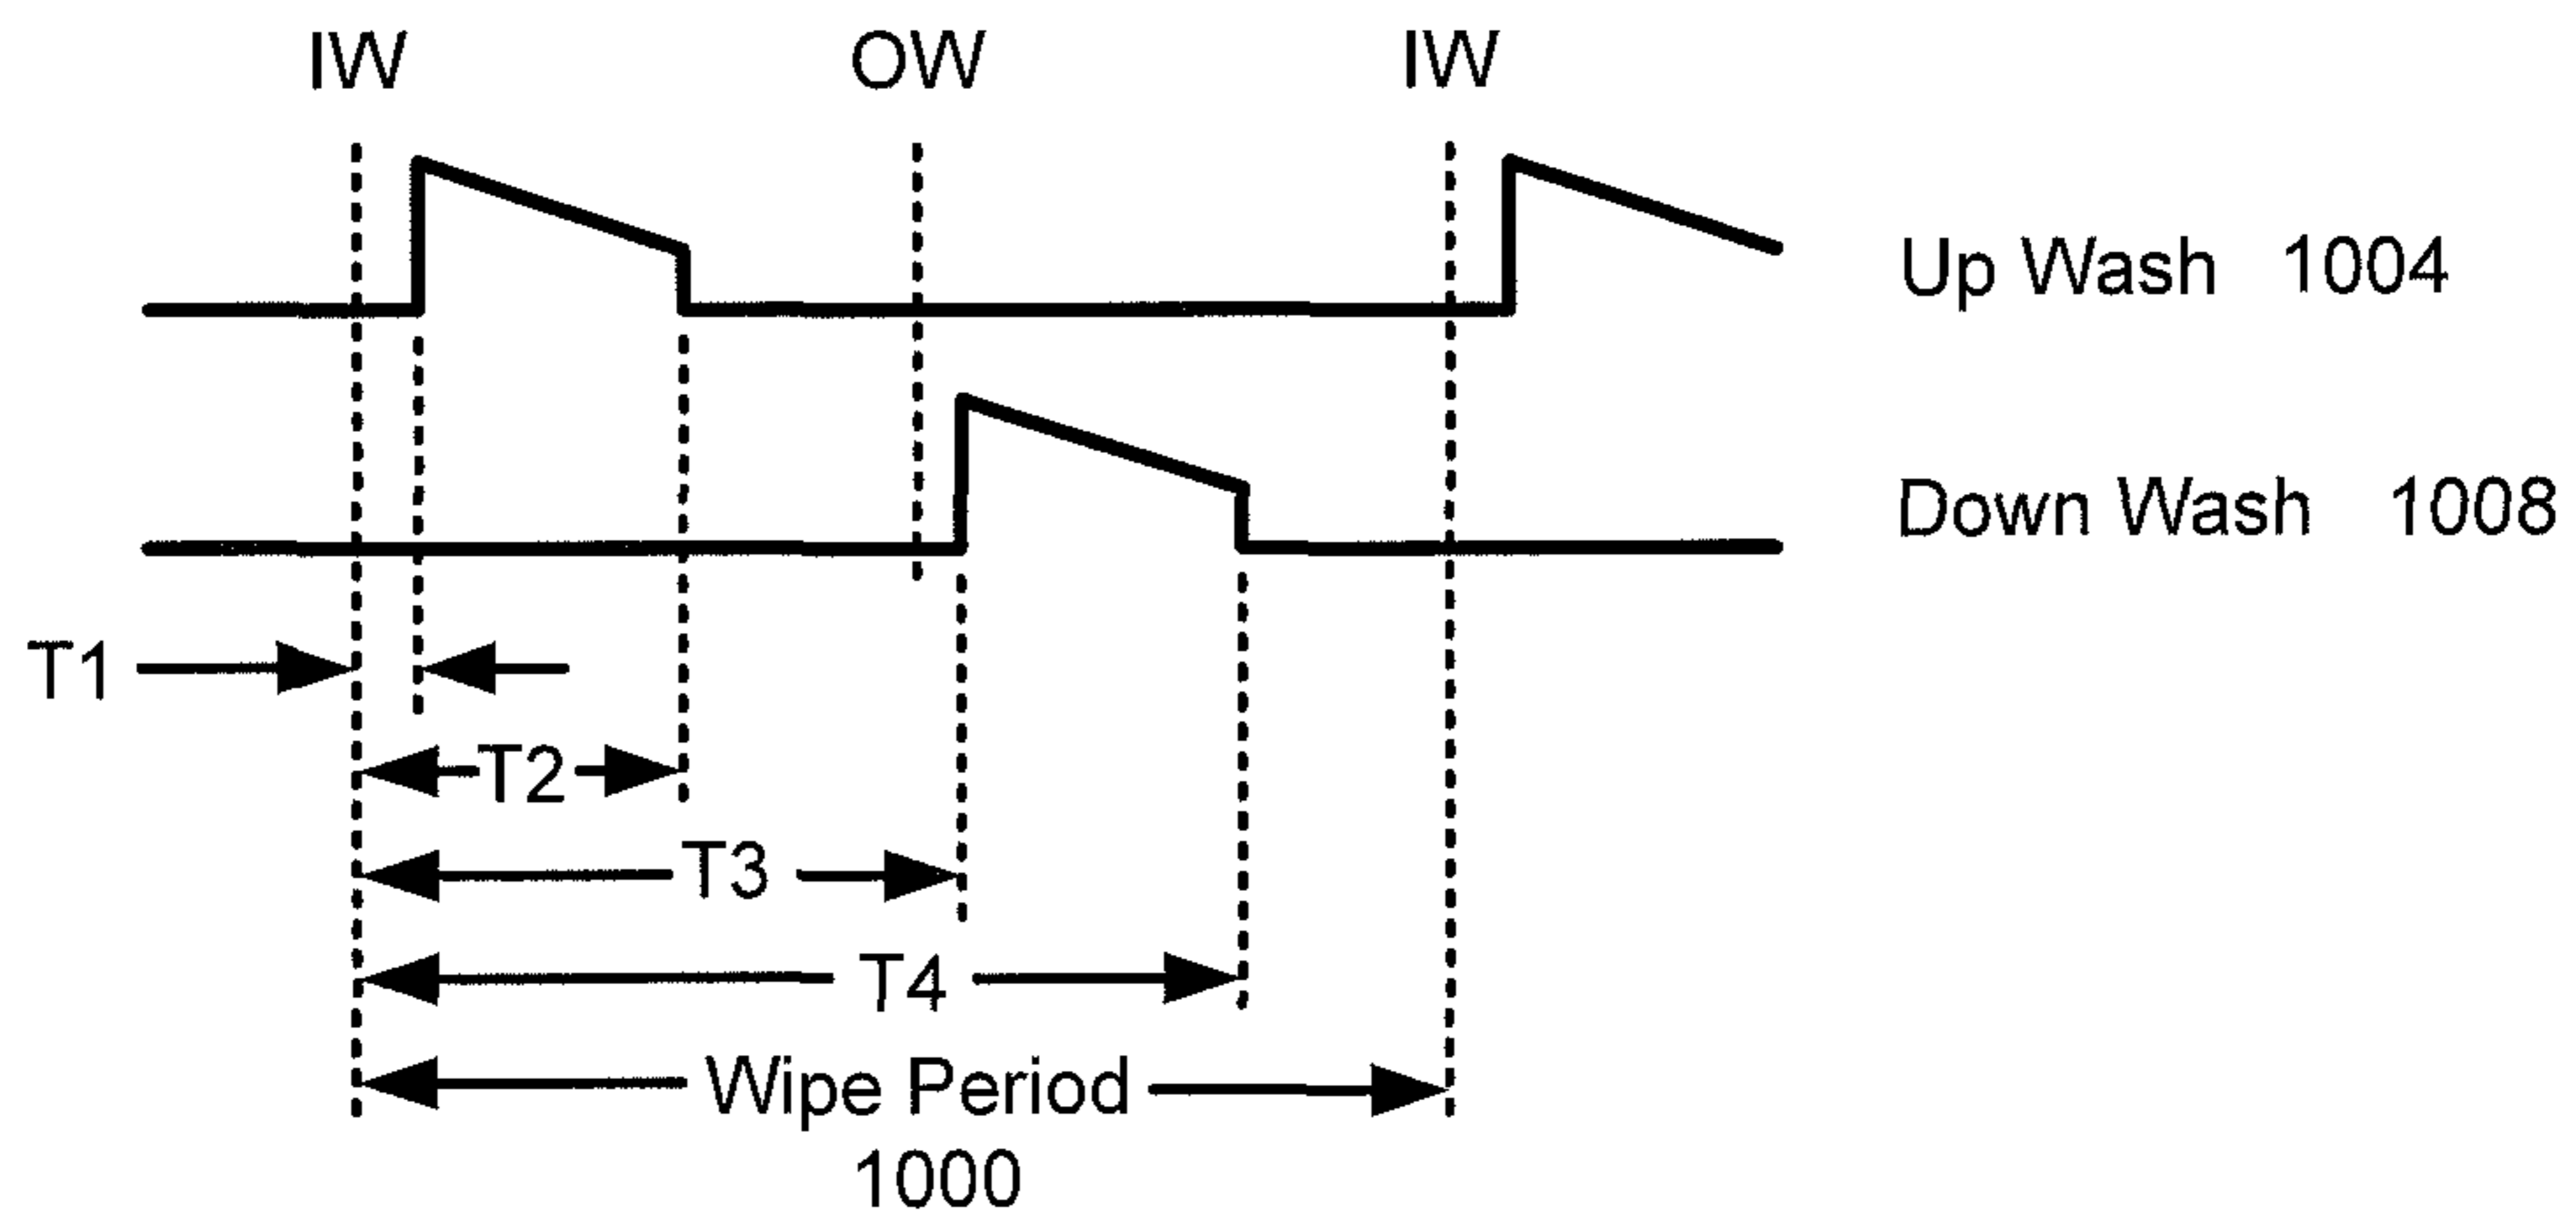 IW OW IW
Up Wash 1004
Down Wash 1008
T1
T2
T3
T4
Wipe Period
1000